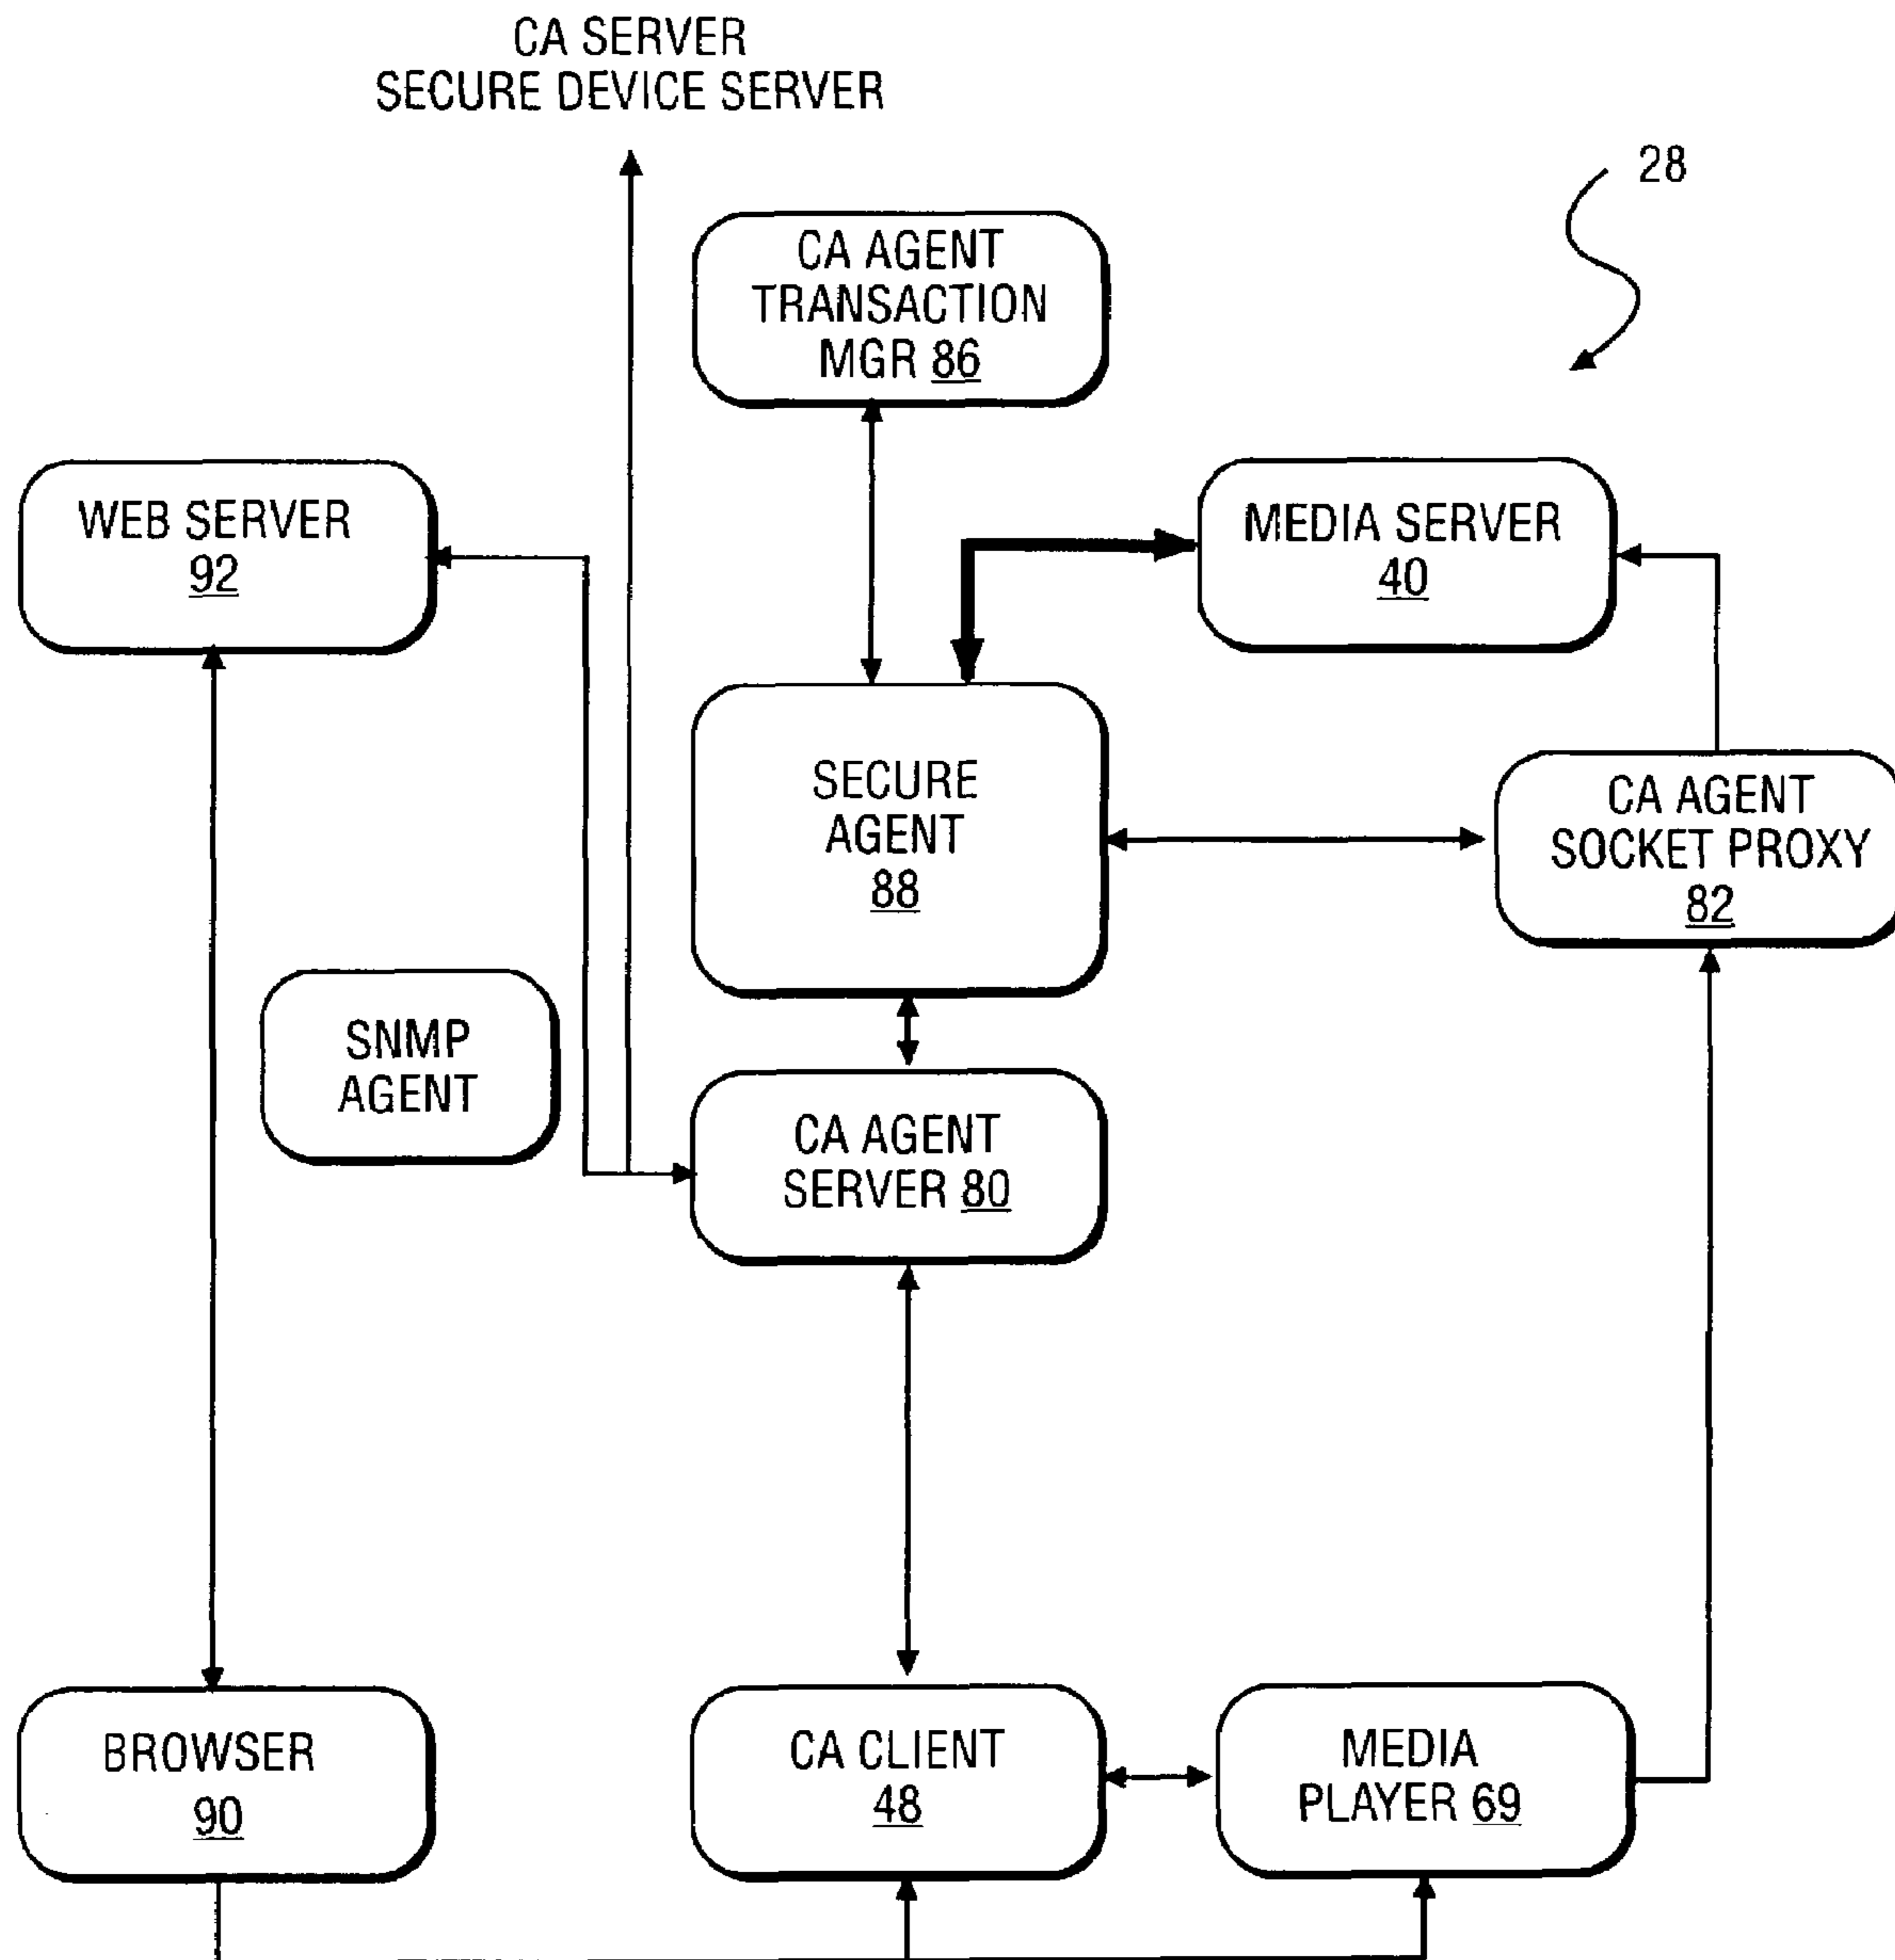 CA SERVER
SECURE DEVICE SERVER
28
CA AGENT
TRANSACTION
MGR 86
WEB SERVER
92
MEDIA SERVER
40
SECURE
AGENT
88
CA AGENT
SOCKET PROXY
82
SNMP
AGENT
CA AGENT
SERVER 80
BROWSER
90
CA CLIENT
48
MEDIA
PLAYER 69